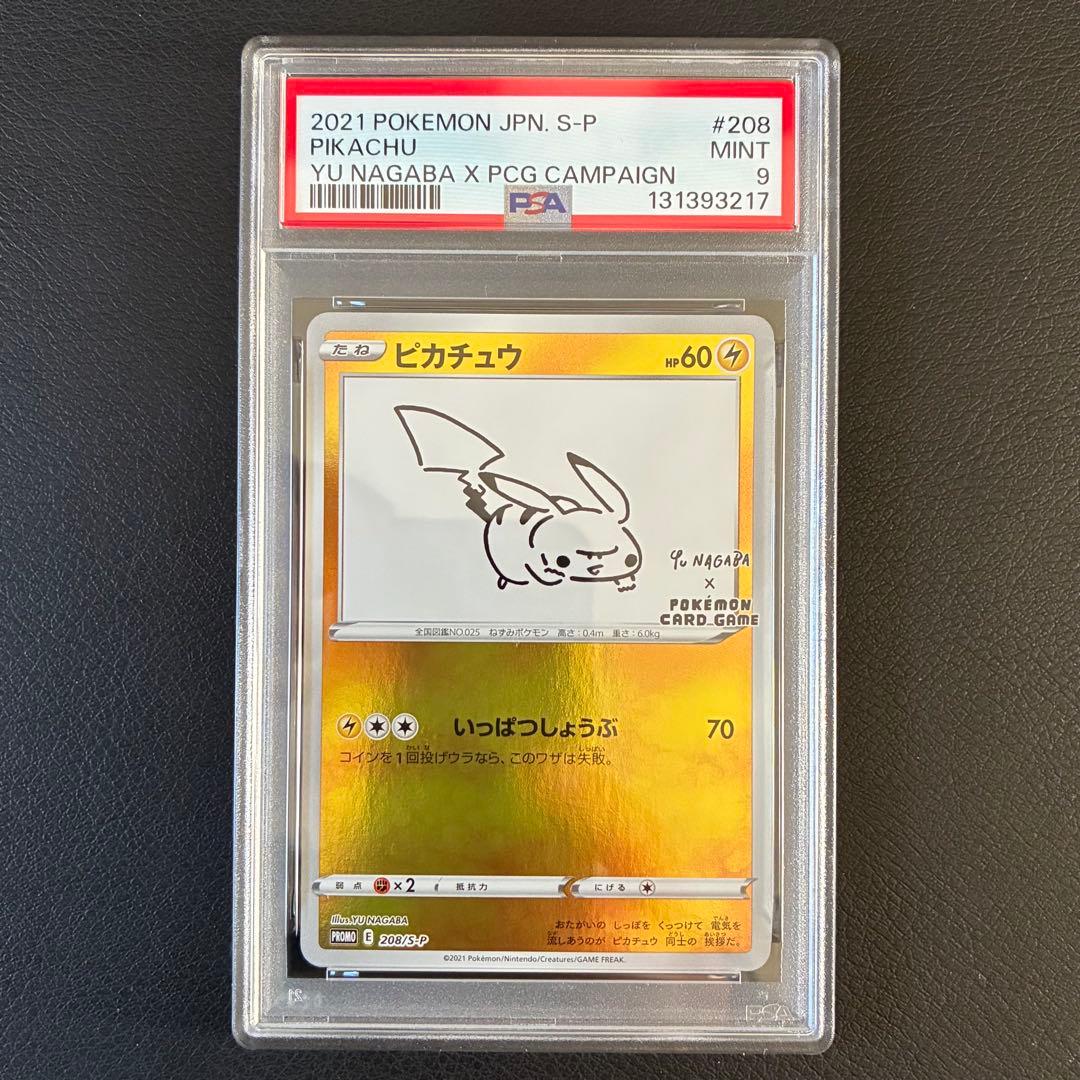 2021 POKEMON JPN. S-P #208
PIKACHU MINT
YU NAGABA X PCG CAMPAIGN 9
PSA 131393217
たね ピカチュウ HP60
Yu NAGABA
×
POKÉMON
CARD GAME
全国図鑑NO.025 ねずみポケモン 高さ:0.4m 重さ:6.0kg
いっぱつしょうぶ 70
コインを1回投げウラなら、このワザは失敗。
弱点 ×2 抵抗力 にげる
Illus.YU NAGABA
PROMO E 208/S-P
おたがいの しっぽを くっつけて 電気を
流しあうのが ピカチュウ 同士の 挨拶だ。
©2021 Pokémon/Nintendo/Creatures/GAME FREAK.
PSA